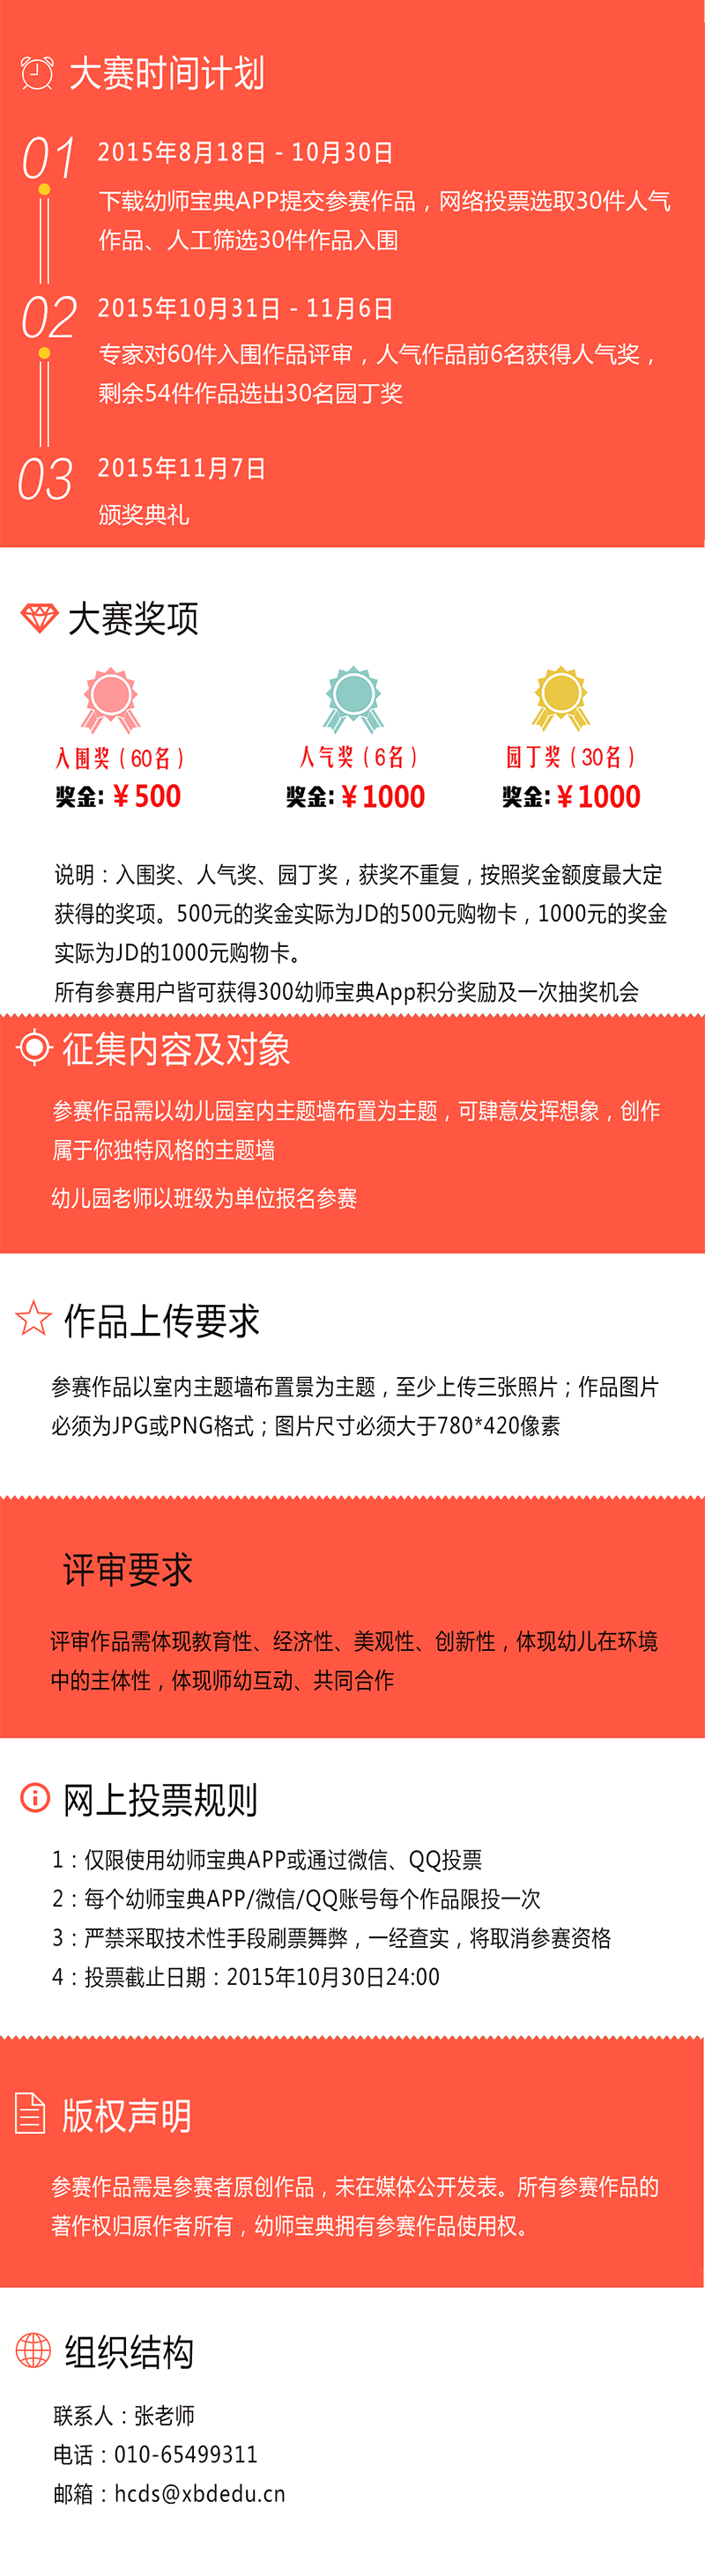 大赛时间计划
01
2015年8月18日 - 10月30日
下载幼师宝典APP提交参赛作品，网络投票选取30件人气
作品、人工筛选30件作品入围
02
2015年10月31日 - 11月6日
专家对60件入围作品评审，人气作品前6名获得人气奖，
剩余54件作品选出30名园丁奖
03
2015年11月7日
颁奖典礼
大赛奖项
入围奖（60名）
奖金:￥500
人气奖（6名）
奖金:￥1000
园丁奖（30名）
奖金:￥1000
说明：入围奖、人气奖、园丁奖，获奖不重复，按照奖金额度最大定
获得的奖项。500元的奖金实际为JD的500元购物卡，1000元的奖金
实际为JD的1000元购物卡。
所有参赛用户皆可获得300幼师宝典App积分奖励及一次抽奖机会
征集内容及对象
参赛作品需以幼儿园室内主题墙布置为主题，可肆意发挥想象，创作
属于你独特风格的主题墙
幼儿园老师以班级为单位报名参赛
作品上传要求
参赛作品以室内主题墙布置景为主题，至少上传三张照片；作品图片
必须为JPG或PNG格式；图片尺寸必须大于780*420像素
评审要求
评审作品需体现教育性、经济性、美观性、创新性，体现幼儿在环境
中的主体性，体现师幼互动、共同合作
网上投票规则
1：仅限使用幼师宝典APP或通过微信、QQ投票
2：每个幼师宝典APP/微信/QQ账号每个作品限投一次
3：严禁采取技术性手段刷票舞弊，一经查实，将取消参赛资格
4：投票截止日期：2015年10月30日24:00
版权声明
参赛作品需是参赛者原创作品，未在媒体公开发表。所有参赛作品的
著作权归原作者所有，幼师宝典拥有参赛作品使用权。
组织结构
联系人：张老师
电话：010-65499311
邮箱：hcds@xbdedu.cn